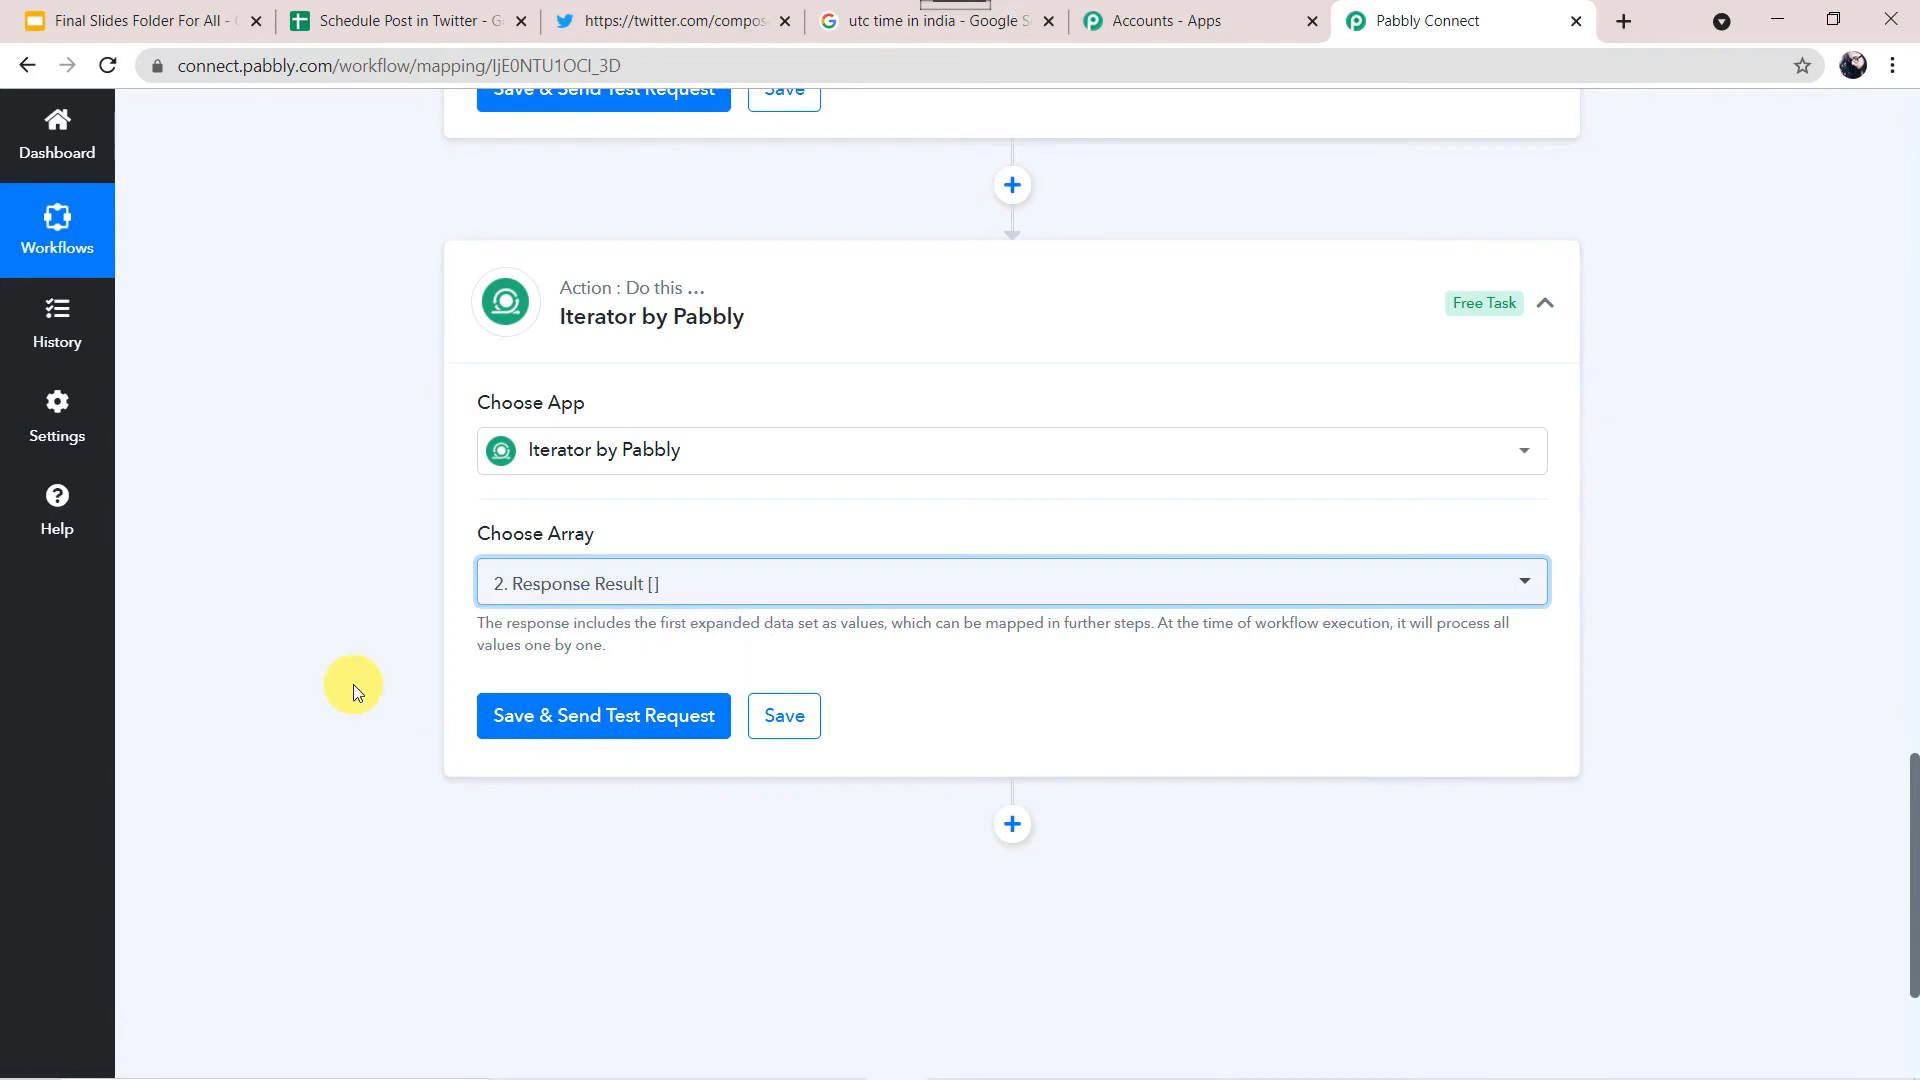 Final Slides Folder For All -
Schedule Post in Twitter - G
https://twitter.com/compos
utc time in india - Google S
Accounts - Apps
Pabbly Connect
connect.pabbly.com/workflow/mapping/IjE0NTU1OCI_3D
Dashboard
Workflows
History
Settings
Help
Save & Send Test Request
Save
Action : Do this ...
Iterator by Pabbly
Free Task
Choose App
Iterator by Pabbly
Choose Array
2. Response Result []
The response includes the first expanded data set as values, which can be mapped in further steps. At the time of workflow execution, it will process all
values one by one.
Save & Send Test Request
Save